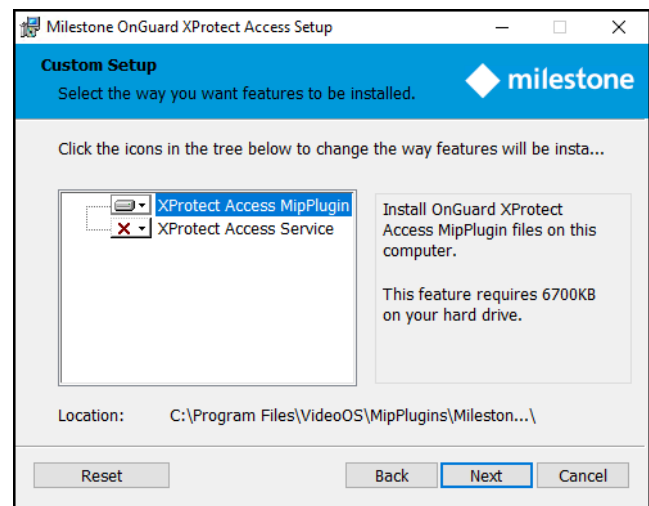 Milestone OnGuard XProtect Access Setup
Custom Setup
Select the way you want features to be installed.
milestone
Click the icons in the tree below to change the way features will be insta...
XProtect Access MipPlugin
XProtect Access Service
Install OnGuard XProtect
Access MipPlugin files on this
computer.
This feature requires 6700KB
on your hard drive.
Location: C:\Program Files\VideoOS\MipPlugins\Mileston...\
Reset Back Next Cancel